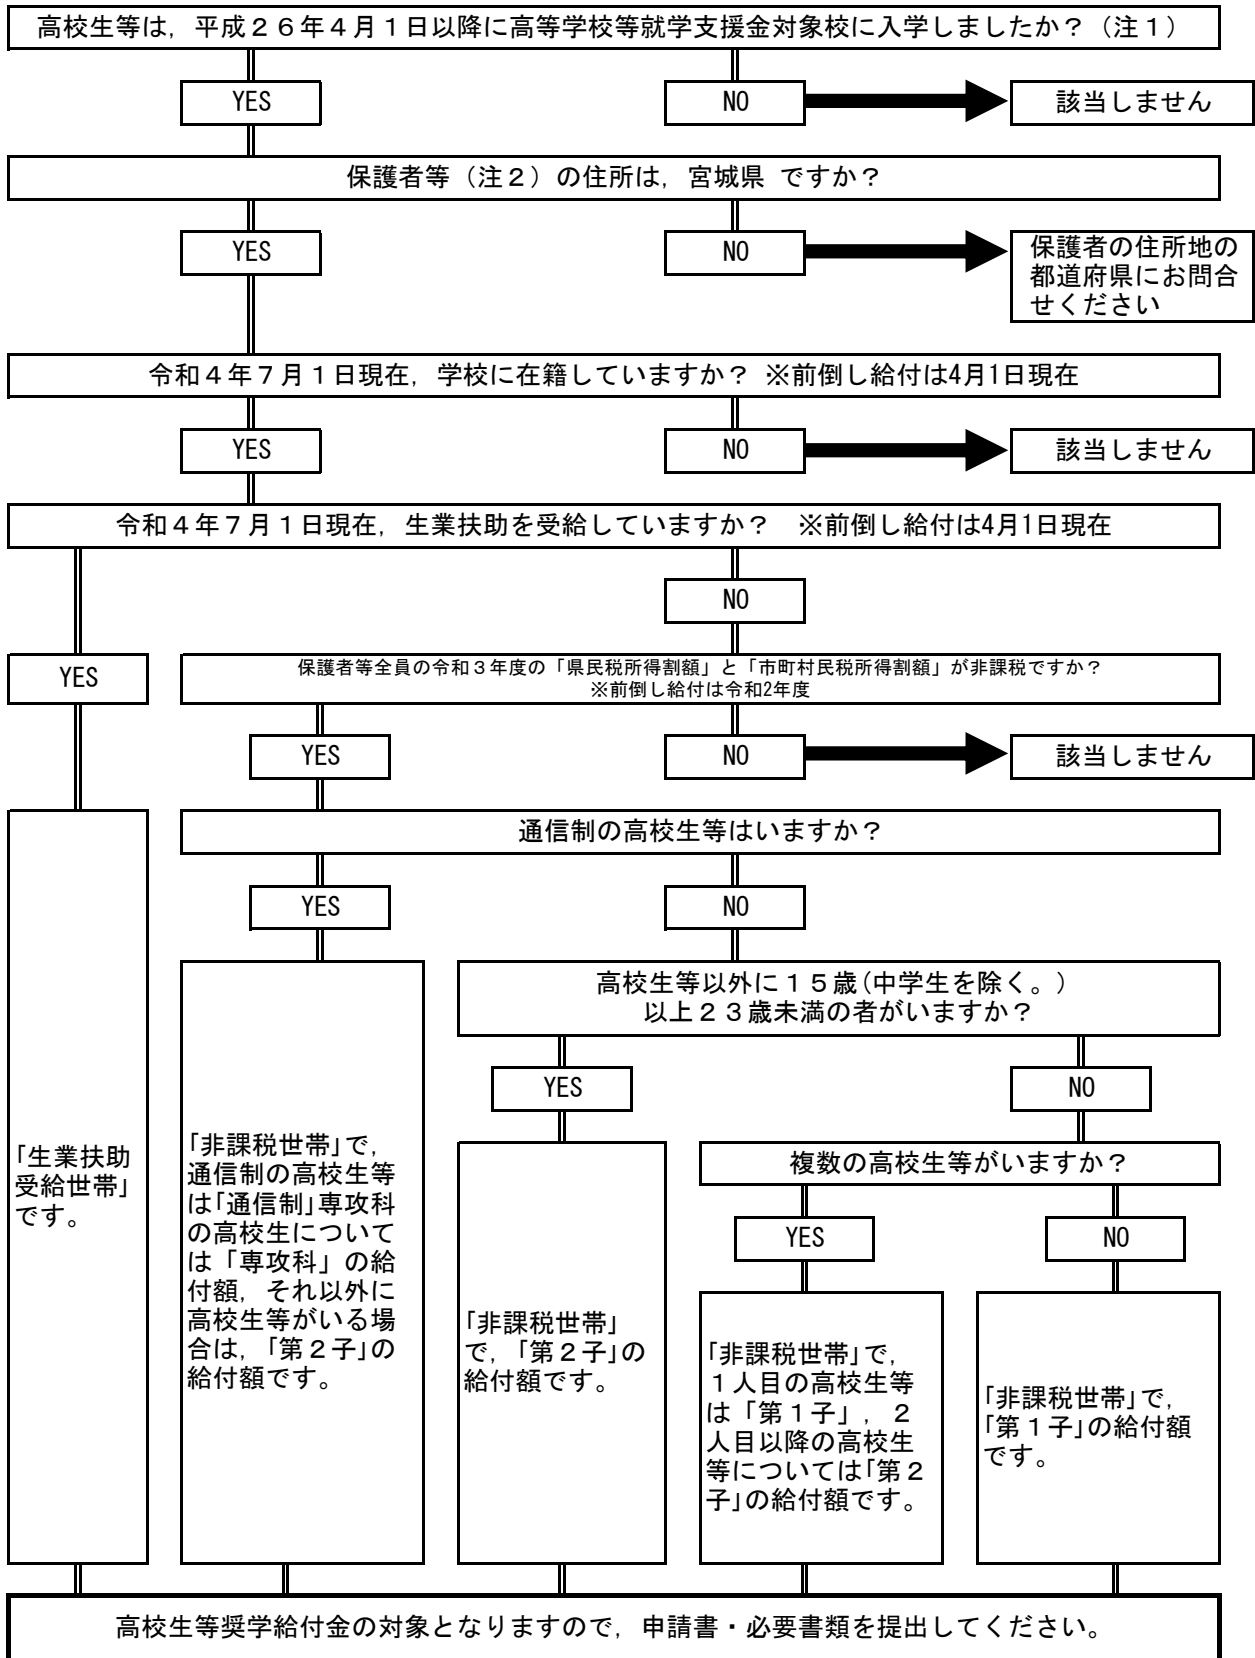 高校生等は，平成２６年４月１日以降に高等学校等就学支援金対象校に入学しましたか？（注１）
YES
NO
該当しません
保護者等（注２）の住所は，宮城県 ですか？
YES
NO
保護者の住所地の
都道府県にお問合
せください
令和４年７月１日現在，学校に在籍していますか？ ※前倒し給付は4月1日現在
YES
NO
該当しません
令和４年７月１日現在，生業扶助を受給していますか？　※前倒し給付は4月1日現在
NO
YES
保護者等全員の令和３年度の「県民税所得割額」と「市町村民税所得割額」が非課税ですか？
※前倒し給付は令和2年度
YES
NO
該当しません
通信制の高校生等はいますか？
YES
NO
高校生等以外に１５歳(中学生を除く。)
以上２３歳未満の者がいますか？
YES
NO
複数の高校生等がいますか？
YES
NO
｢生業扶助
受給世帯｣
です。
｢非課税世帯｣で，
通信制の高校生等
は｢通信制｣専攻科
の高校生について
は「専攻科」の給
付額，それ以外に
高校生等がいる場
合は，｢第２子｣の
給付額です。
｢非課税世帯｣
で，｢第２子｣の
給付額です。
｢非課税世帯｣で，
１人目の高校生等
は「第１子」，２
人目以降の高校生
等については｢第２
子｣の給付額です。
｢非課税世帯｣で，
｢第１子｣の給付額
です。
高校生等奨学給付金の対象となりますので，申請書・必要書類を提出してください。